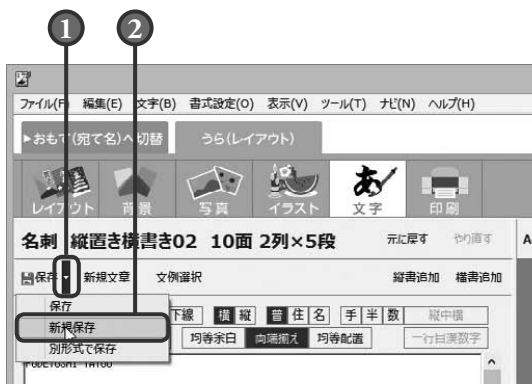 1 2
ファイル(F) 編集(E) 文字(B) 書式設定(O) 表示(V) ツール(T) ナビ(N) ヘルプ(H)
▶おもて(宛て名)へ切替 うら(レイアウト)
レイアウト 背景 写真 イラスト 文字 印刷
名刺 縦置き横書き02 10面 2列×5段 元に戻す やり直す A
保存 新規文章 文例選択 縦書追加 横書追加
保存
下線 横 縦 普 住 名 手 半 数 縦中横
新規保存
均等余白 両端揃え 均等配置 一行目漢数字
別形式で保存